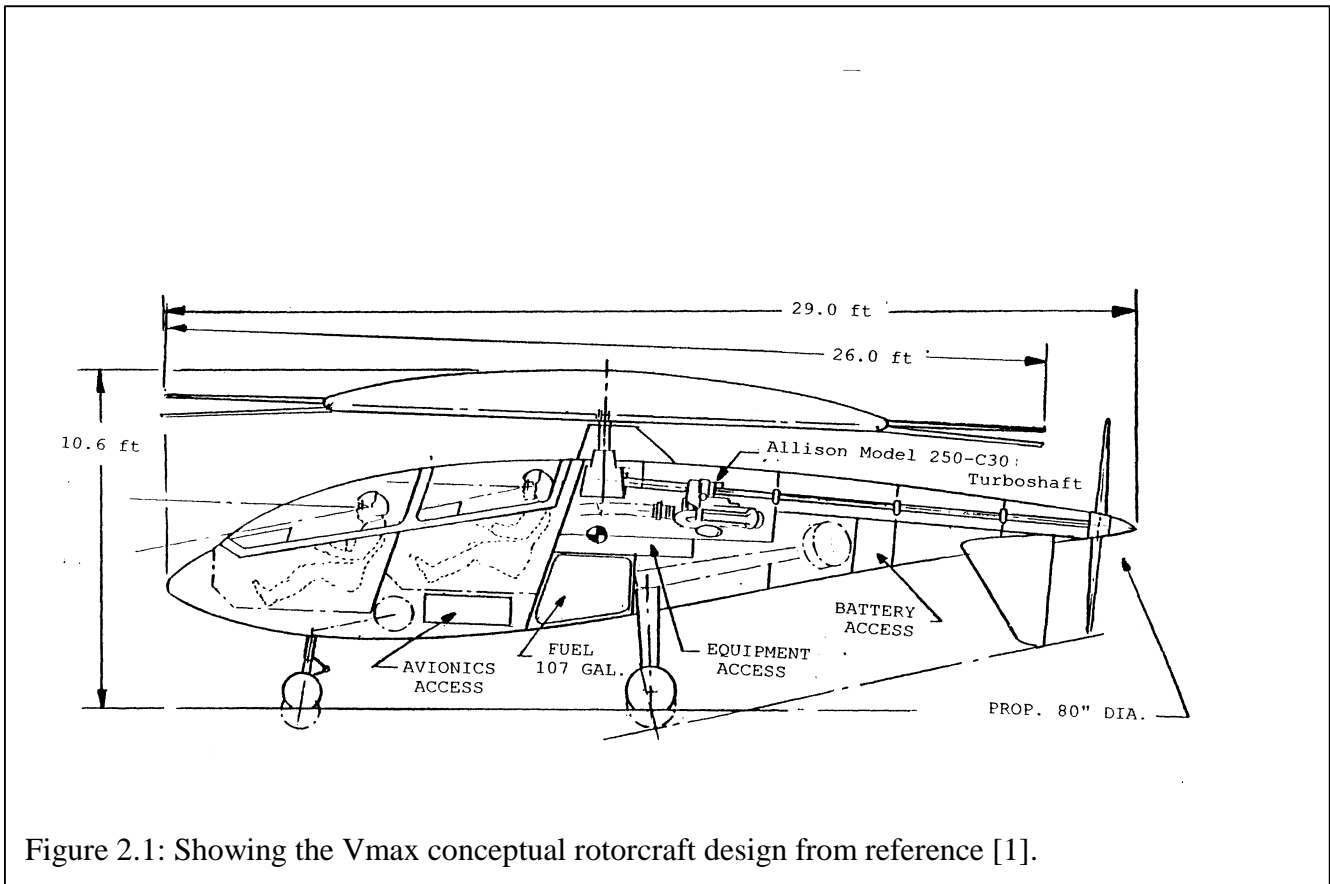 29.0 ft
26.0 ft
10.6 ft
Allison Model 250-C30
Turboshaft
BATTERY
ACCESS
FUEL
107 GAL.
EQUIPMENT
ACCESS
AVIONICS
ACCESS
PROP. 80" DIA.
Figure 2.1: Showing the Vmax conceptual rotorcraft design from reference [1].